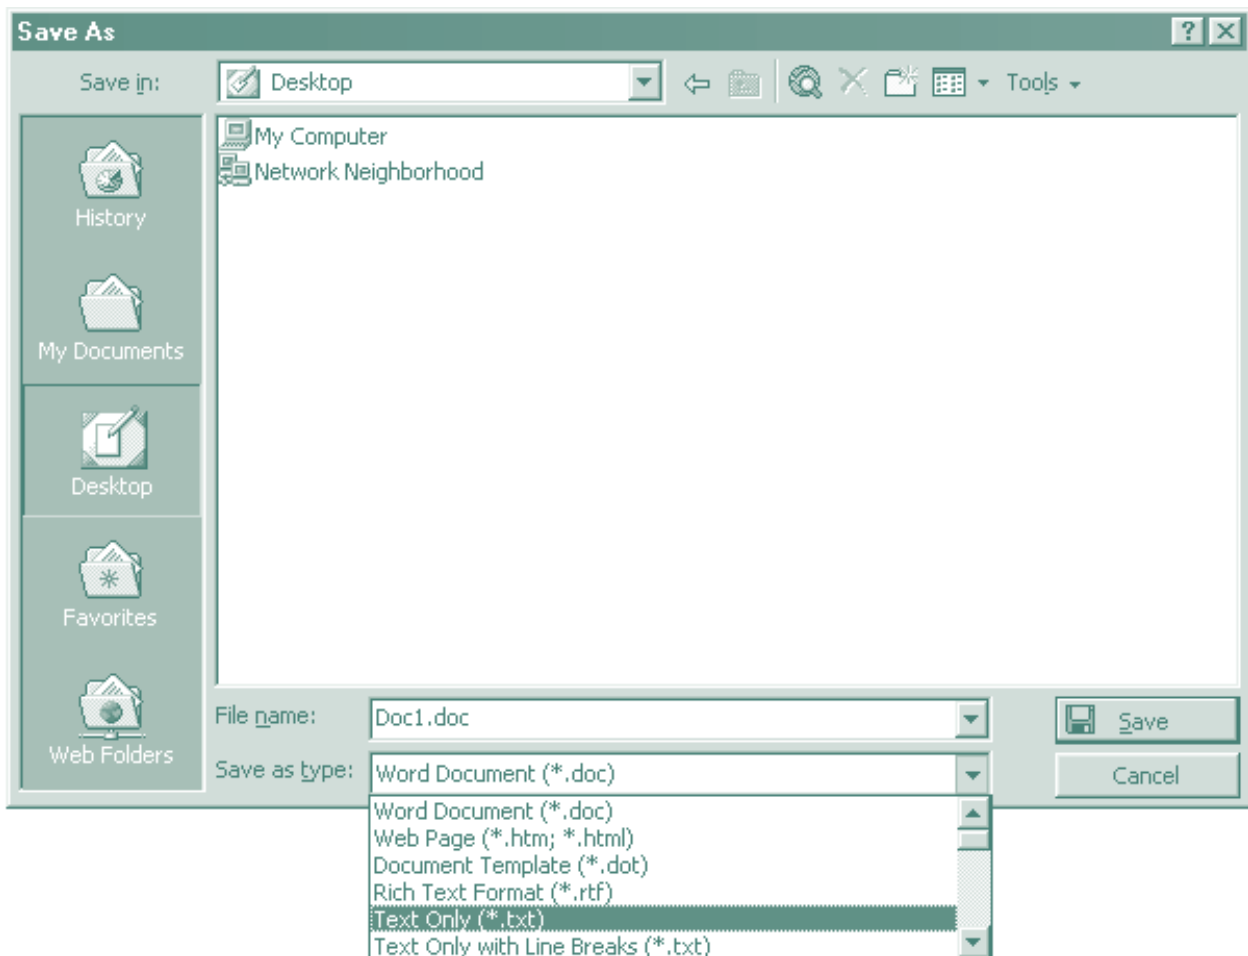 Save As
Save in:
Desktop
Tools
My Computer
Network Neighborhood
History
My Documents
Desktop
Favorites
Web Folders
File name:
Doc1.doc
Save
Save as type:
Word Document (*.doc)
Cancel
Word Document (*.doc)
Web Page (*.htm; *.html)
Document Template (*.dot)
Rich Text Format (*.rtf)
Text Only (*.txt)
Text Only with Line Breaks (*.txt)